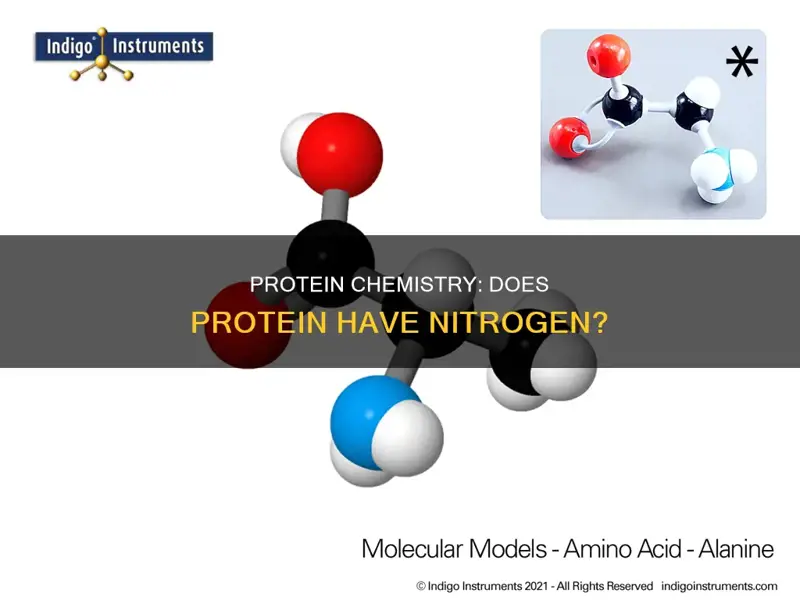 Indigo® Instruments
*
PROTEIN CHEMISTRY: DOES
PROTEIN HAVE NITROGEN?
Molecular Models - Amino Acid - Alanine
© Indigo Instruments 2021 - All Rights Reserved indigoinstruments.com